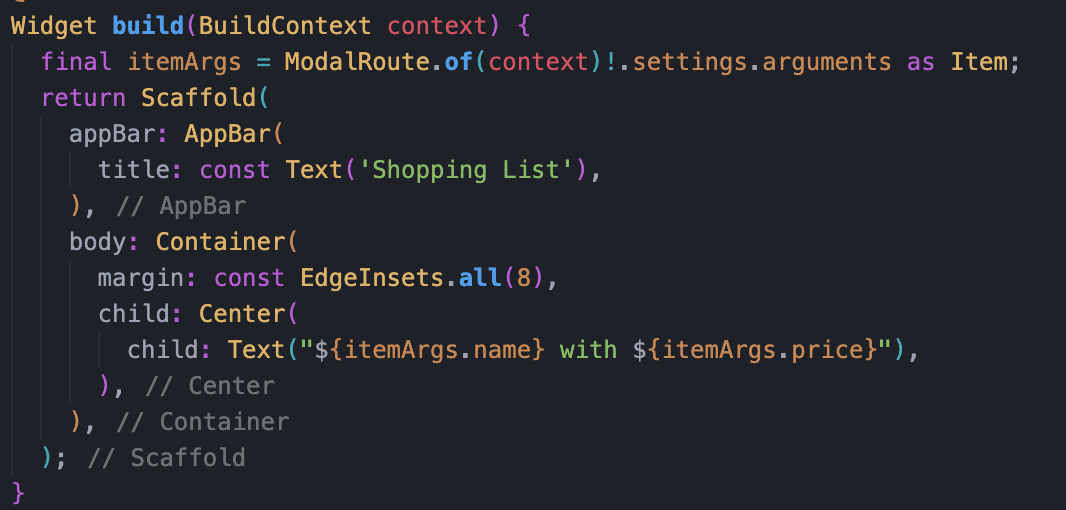 Widget build(BuildContext context) {
  final itemArgs = ModalRoute.of(context)!.settings.arguments as Item;
  return Scaffold(
    appBar: AppBar(
      title: const Text('Shopping List'),
    ), // AppBar
    body: Container(
      margin: const EdgeInsets.all(8),
      child: Center(
        child: Text("${itemArgs.name} with ${itemArgs.price}"),
      ), // Center
    ), // Container
  ); // Scaffold
}